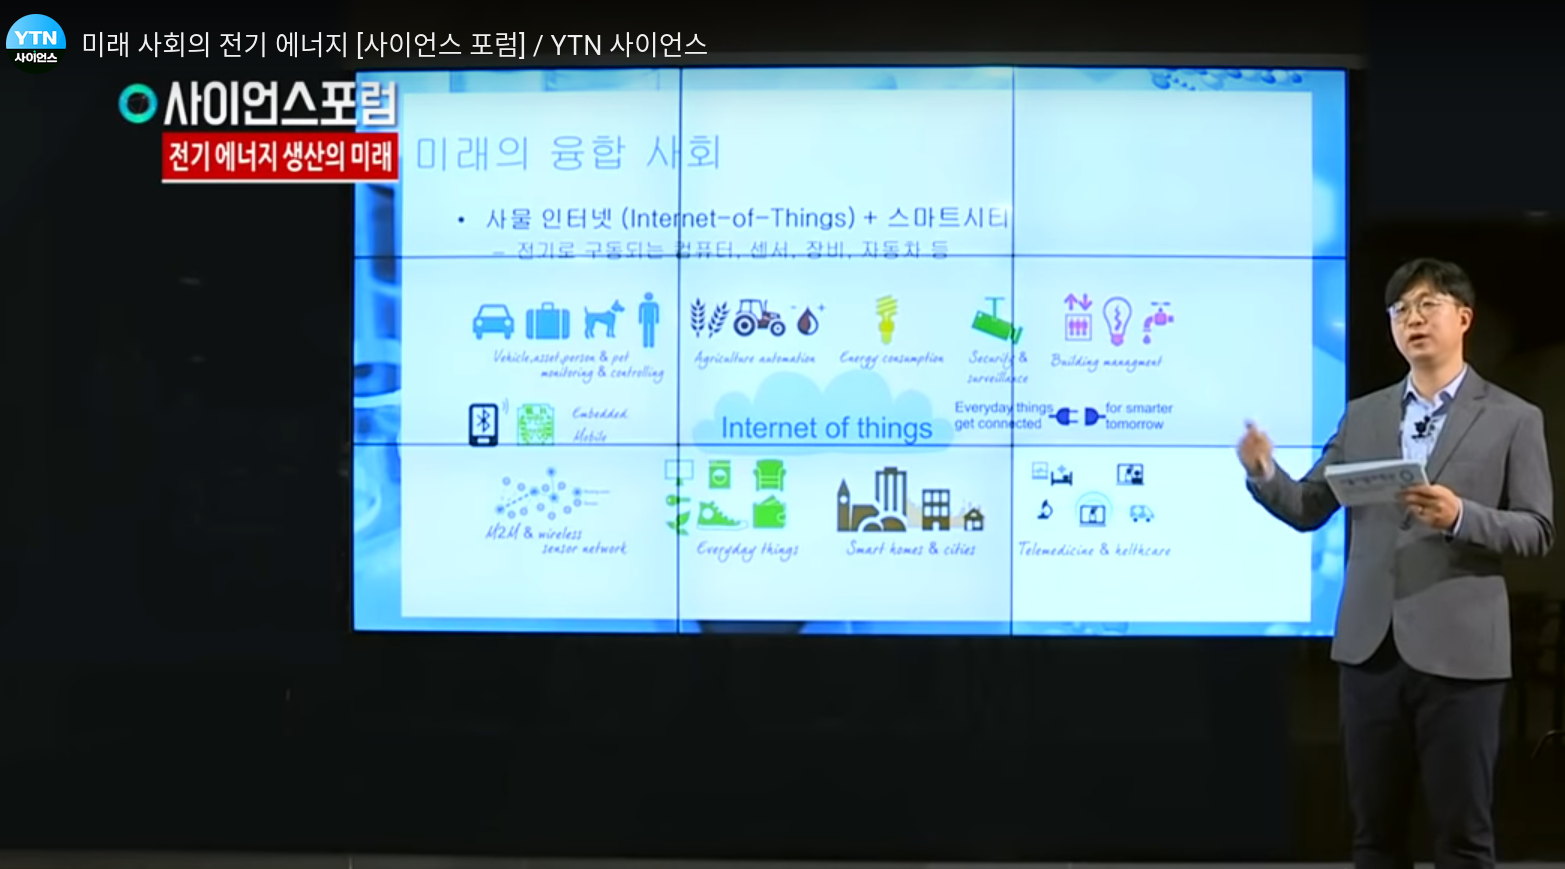 YTN
사이언스
미래 사회의 전기 에너지 [사이언스 포럼] / YTN 사이언스
사이언스포럼
전기 에너지 생산의 미래
미래의 융합 사회
• 사물 인터넷 (Internet-of-Things) + 스마트시티
– 전기로 구동되는 컴퓨터, 센서, 장비, 자동차 등
Vehicle,asset,person & pet
monitoring & controlling
Agriculture automation
Energy consumption
Security &
surveillance
Building managment
Embedded
Mobile
Internet of things
Everyday things
get connected
for smarter
tomorrow
M2M & wireless
sensor network
Everyday things
Smart homes & cities
Telemedicine & helthcare